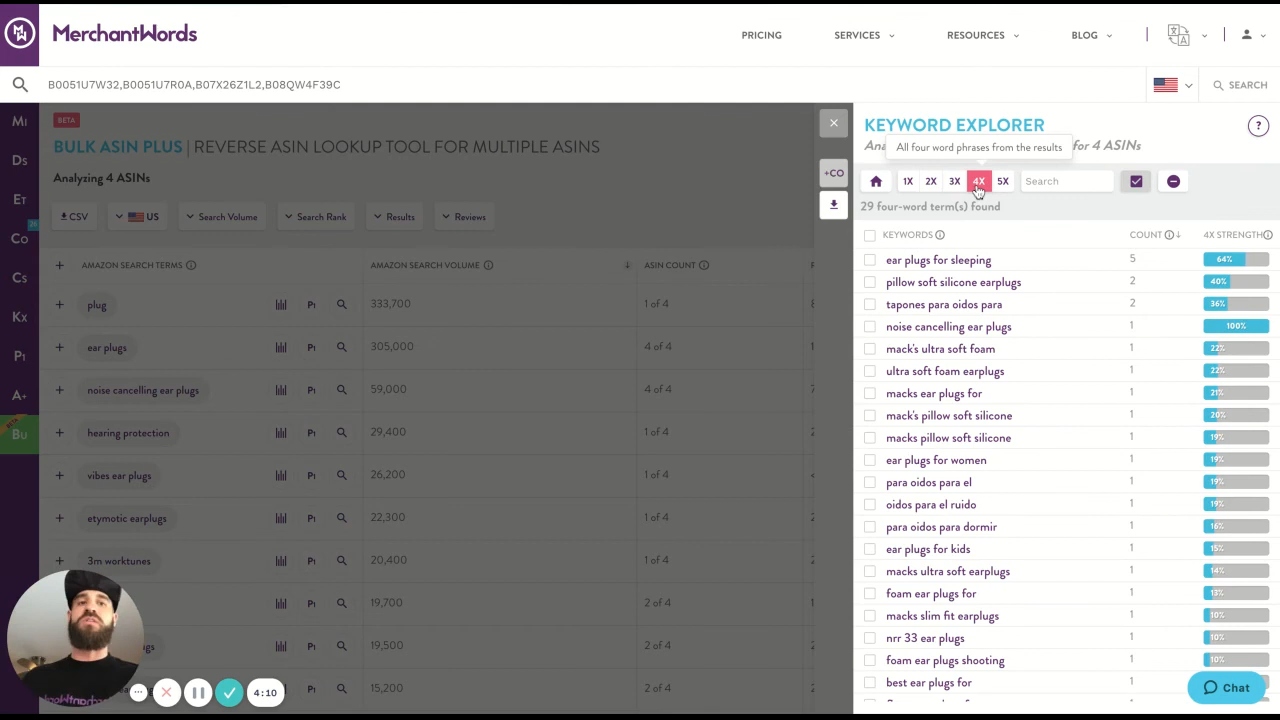 MerchantWords
PRICING
SERVICES
RESOURCES
BLOG
B0051U7W32,B0051U7R0A,B07X26Z1L2,B08QW4F39C
SEARCH
Mi
Ds
Et
Co
26
Cs
Kx
Pt
A+
Bu
BETA
BULK ASIN PLUS | REVERSE ASIN LOOKUP TOOL FOR MULTIPLE ASINS
Analyzing 4 ASINs
CSV
US
Search Volume
Search Rank
Results
Reviews
AMAZON SEARCH TERMS
AMAZON SEARCH VOLUME
ASIN COUNT
plug 333,700 1 of 4
ear plugs 305,000 4 of 4
noise cancelling ear plugs 59,000 4 of 4
hearing protection 29,400 1 of 4
vibes ear plugs 26,200 1 of 4
etymotic earplugs 22,300 1 of 4
3m worktunes 20,400 1 of 4
19,700 2 of 4
19,500 2 of 4
15,200 2 of 4
4:10
+CO
KEYWORD EXPLORER
for 4 ASINs
All four word phrases from the results
1X 2X 3X 4X 5X
Search
29 four-word term(s) found
KEYWORDS COUNT 4X STRENGTH
ear plugs for sleeping 5 64%
pillow soft silicone earplugs 2 40%
tapones para oidos para 2 36%
noise cancelling ear plugs 1 100%
mack's ultra soft foam 1 22%
ultra soft foam earplugs 1 22%
macks ear plugs for 1 21%
mack's pillow soft silicone 1 20%
macks pillow soft silicone 1 19%
ear plugs for women 1 19%
para oidos para el 1 19%
oidos para el ruido 1 19%
para oidos para dormir 1 16%
ear plugs for kids 1 15%
macks ultra soft earplugs 1 14%
foam ear plugs for 1 13%
macks slim fit earplugs 1 10%
nrr 33 ear plugs 1 10%
foam ear plugs shooting 1 10%
best ear plugs for 1
Chat